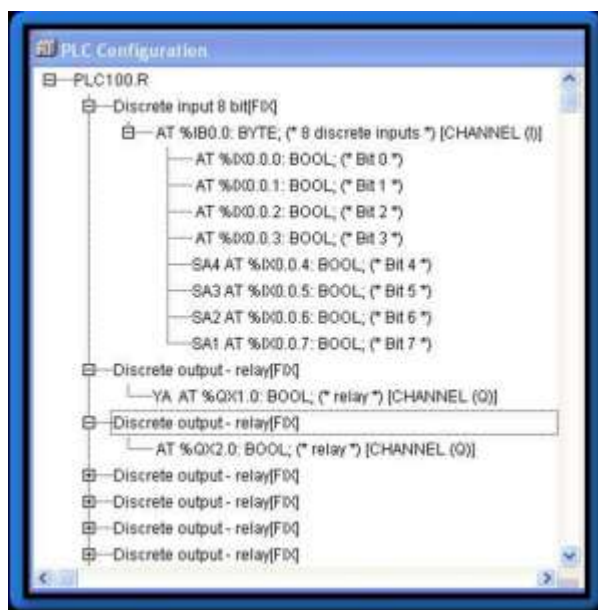 PLC Configuration
PLC100.R
Discrete input 8 bit[FIX]
AT %IB0.0: BYTE; (* 8 discrete inputs *) [CHANNEL (I)]
AT %IX0.0.0: BOOL; (* Bit 0 *)
AT %IX0.0.1: BOOL; (* Bit 1 *)
AT %IX0.0.2: BOOL; (* Bit 2 *)
AT %IX0.0.3: BOOL; (* Bit 3 *)
SA4 AT %IX0.0.4: BOOL; (* Bit 4 *)
SA3 AT %IX0.0.5: BOOL; (* Bit 5 *)
SA2 AT %IX0.0.6: BOOL; (* Bit 6 *)
SA1 AT %IX0.0.7: BOOL; (* Bit 7 *)
Discrete output - relay[FIX]
YA AT %QX1.0: BOOL; (* relay *) [CHANNEL (Q)]
Discrete output - relay[FIX]
AT %QX2.0: BOOL; (* relay *) [CHANNEL (Q)]
Discrete output - relay[FIX]
Discrete output - relay[FIX]
Discrete output - relay[FIX]
Discrete output - relay[FIX]